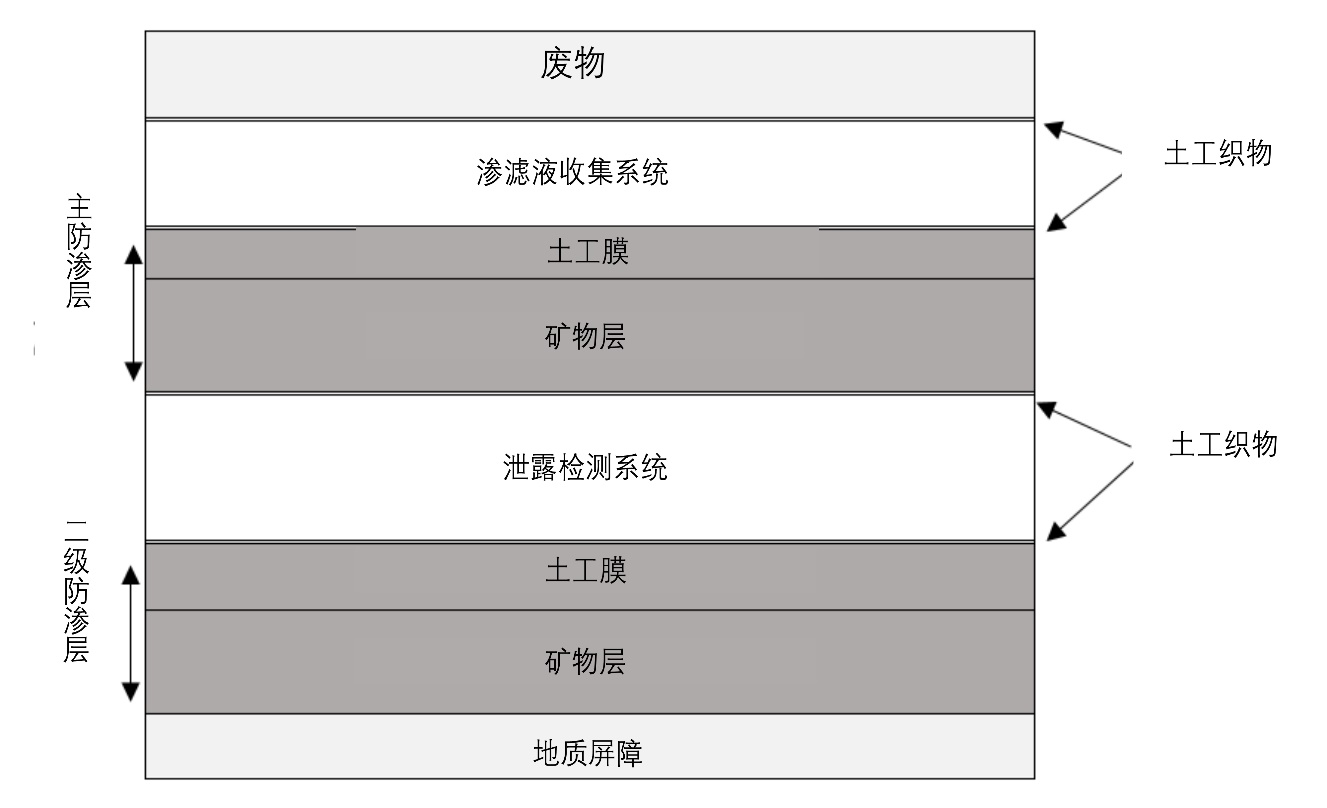 废物
土工织物
渗滤液收集系统
主防渗层
土工膜
矿物层
土工织物
泄露检测系统
二级防渗层
土工膜
矿物层
地质屏障